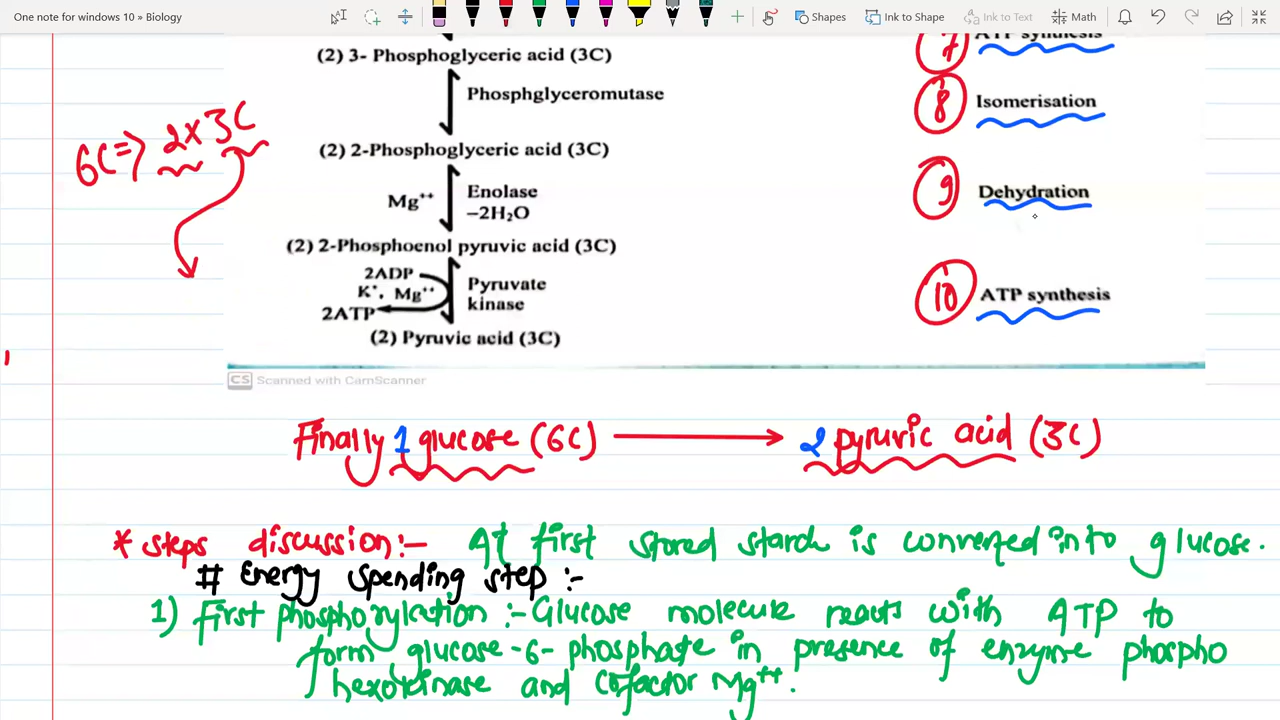 One note for windows 10 » Biology
Shapes
Ink to Shape
Ink to Text
Math
7 ATP synthesis
(2) 3- Phosphoglyceric acid (3C)
Phosphglyceromutase
8 Isomerisation
6C=) 2x3C
(2) 2-Phosphoglyceric acid (3C)
Mg⁺⁺ Enolase
−2H₂O
9 Dehydration
(2) 2-Phosphoenol pyruvic acid (3C)
2ADP
K⁺, Mg⁺⁺
2ATP
Pyruvate
kinase
10 ATP synthesis
(2) Pyruvic acid (3C)
CS Scanned with CamScanner
Finally 1 glucose (6C) → 2 pyruvic acid (3C)
* steps discussion:- At first stored starch is converted into glucose.
# Energy spending step :-
1) First phosphorylation :- Glucose molecule reacts with ATP to
form glucose-6-phosphate in presence of enzyme phospho
hexokinase and cofactor Mg⁺⁺.